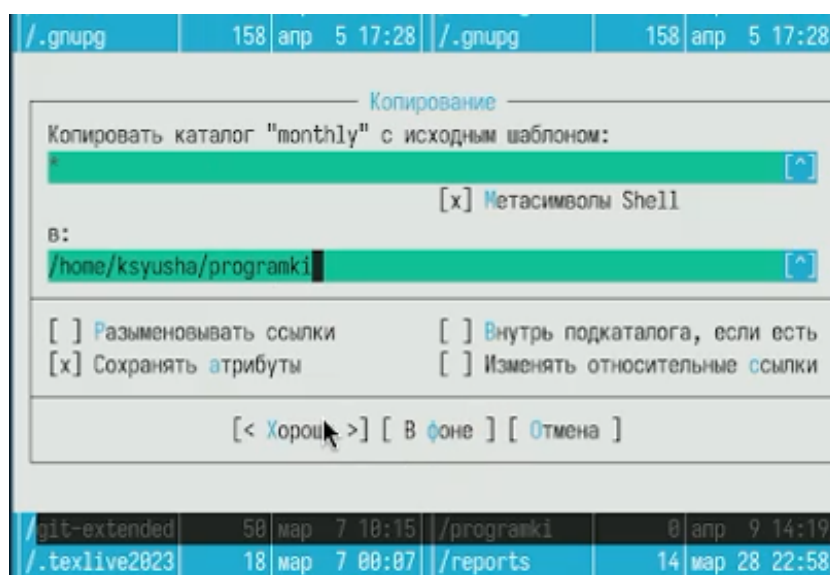 /.gnupg 158 апр 5 17:28 /.gnupg 158 апр 5 17:28
Копирование
Копировать каталог "monthly" с исходным шаблоном:
* [^]
[x] Метасимволы Shell
в:
/home/ksyusha/programki [^]
[ ] Разыменовывать ссылки [ ] Внутрь подкаталога, если есть
[x] Сохранять атрибуты [ ] Изменять относительные ссылки
[< Хорош >] [ В фоне ] [ Отмена ]
/git-extended 50 мар 7 10:15 /programki 0 апр 9 14:19
/.texlive2023 18 мар 7 00:07 /reports 14 мар 28 22:58